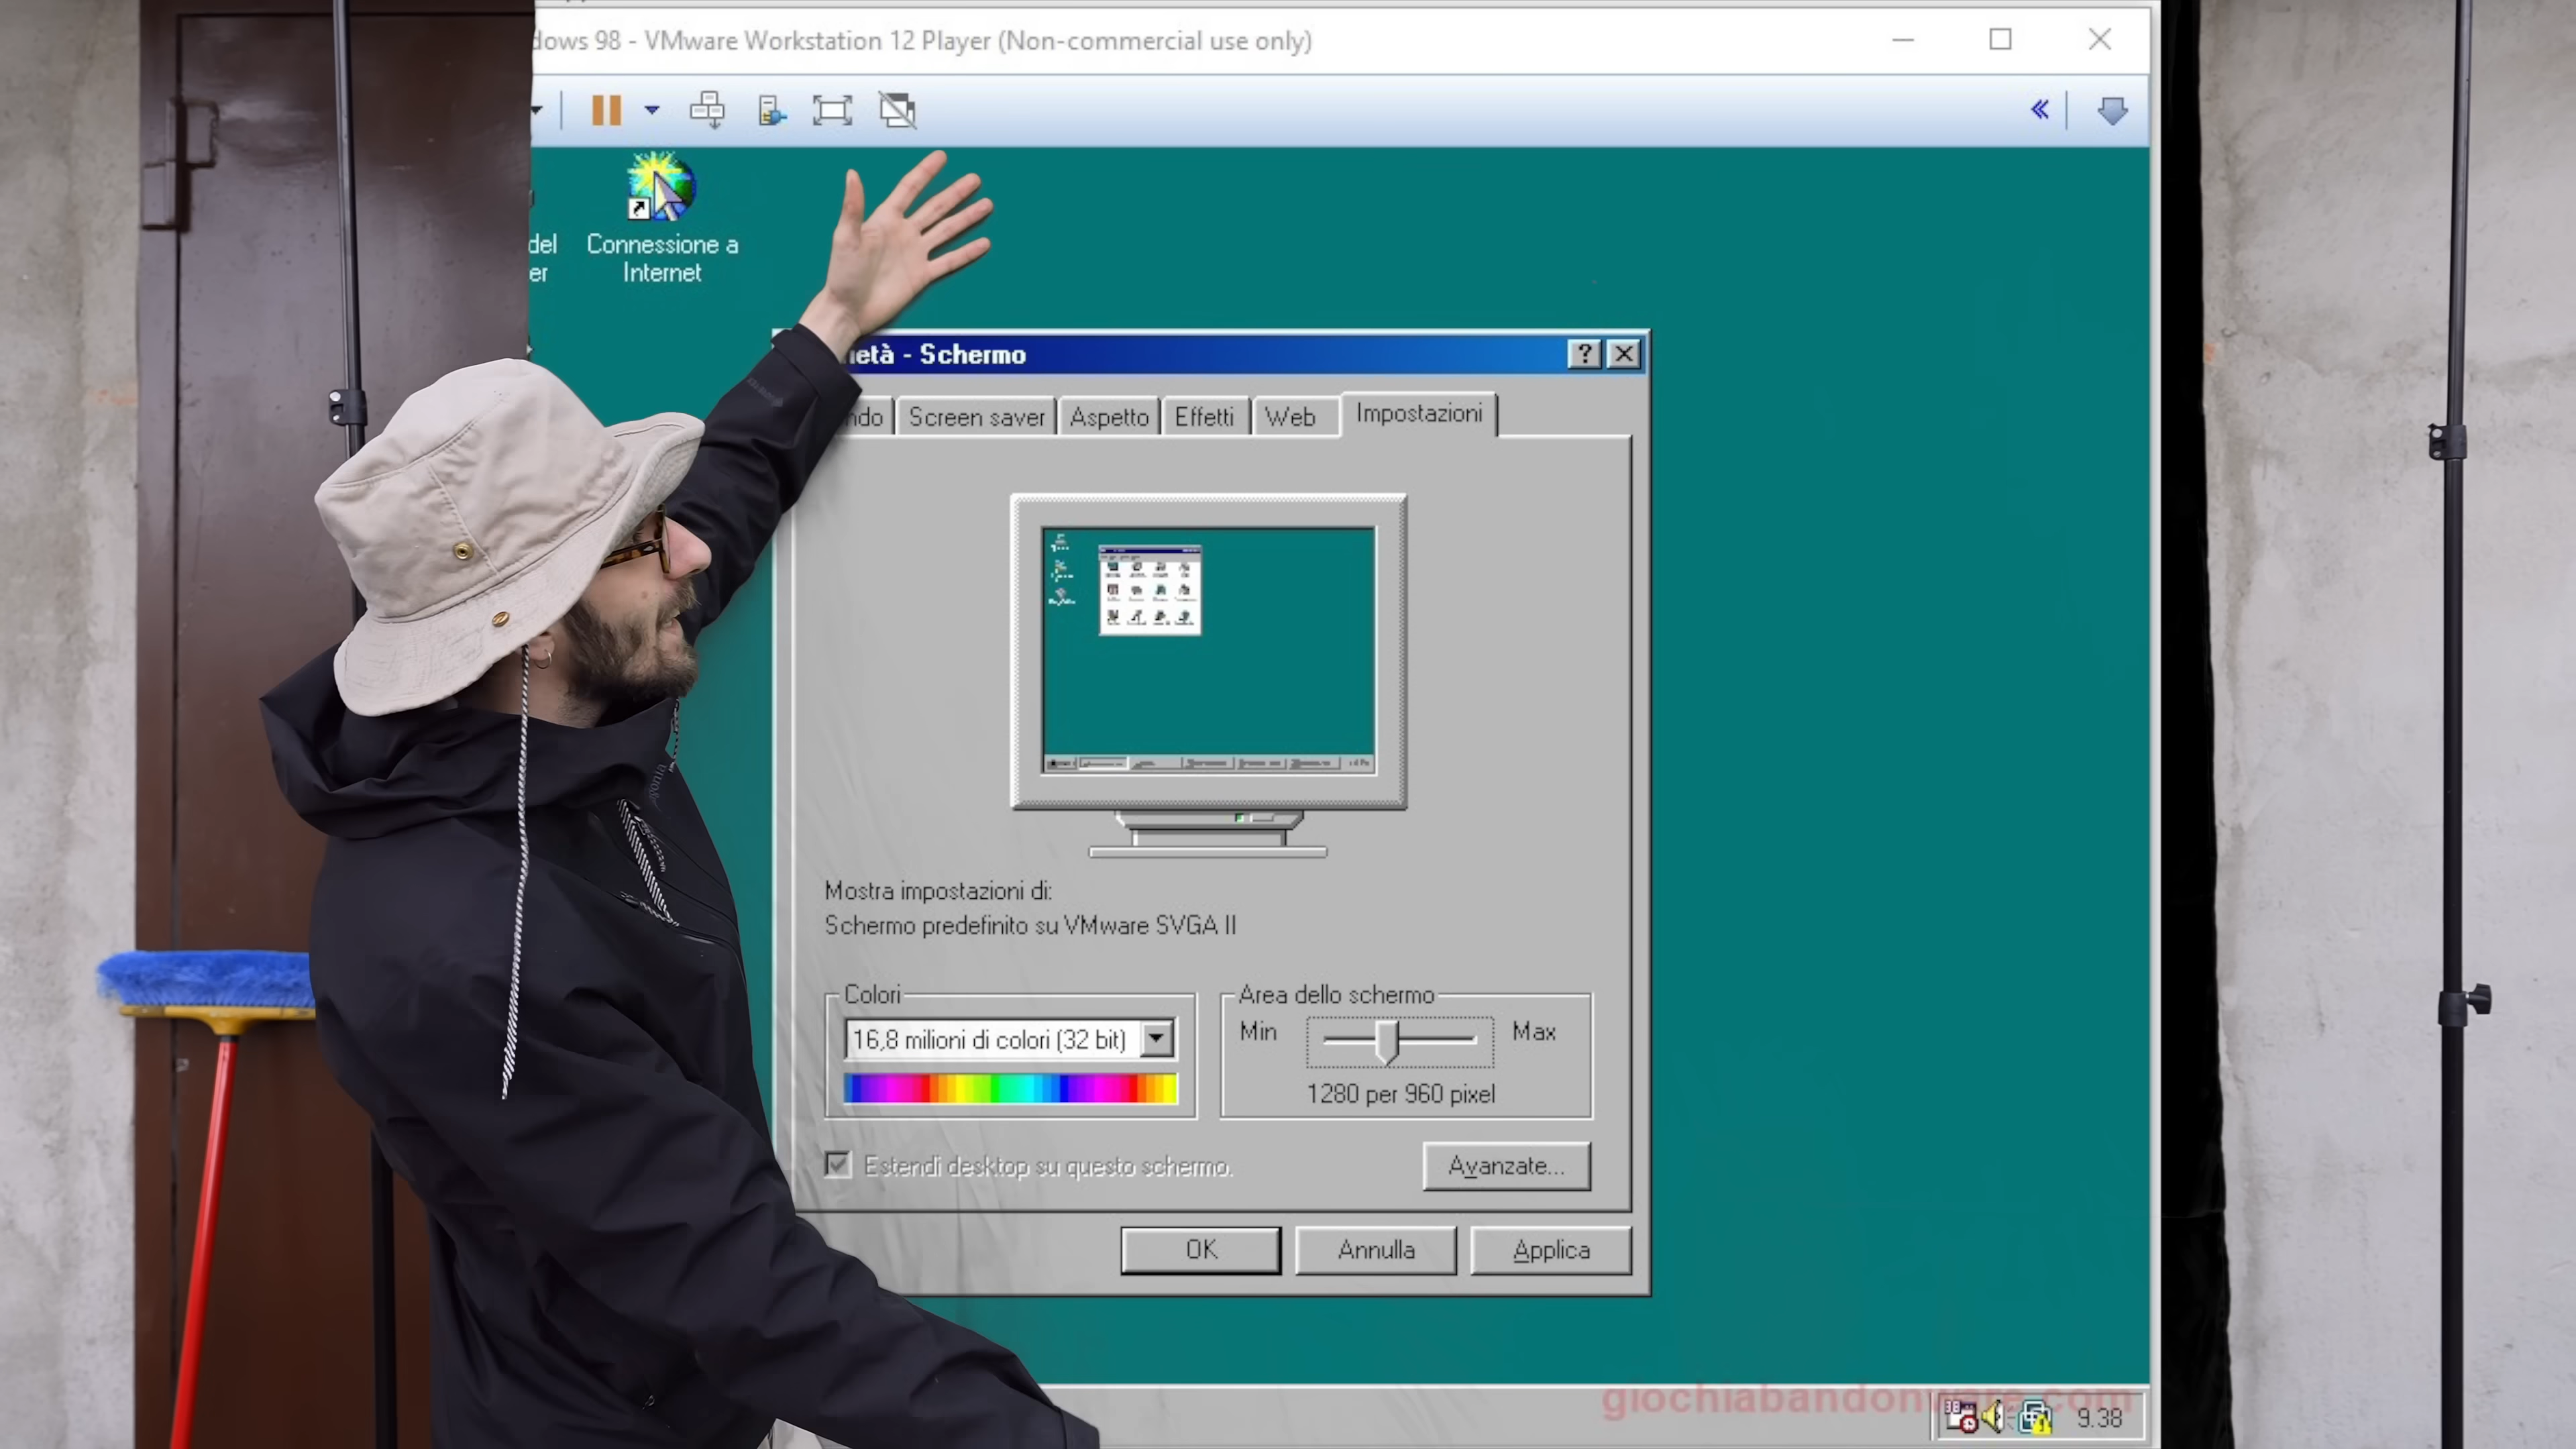 dows 98 - VMware Workstation 12 Player (Non-commercial use only)
del
er
Connessione a
Internet
ietà - Schermo
ndo
Screen saver
Aspetto
Effetti
Web
Impostazioni
Mostra impostazioni di:
Schermo predefinito su VMware SVGA II
Colori
16,8 milioni di colori (32 bit)
Area dello schermo
Min
Max
1280 per 960 pixel
Estendi desktop su questo schermo.
Avanzate...
OK
Annulla
Applica
giochiabandonware.com
9.38